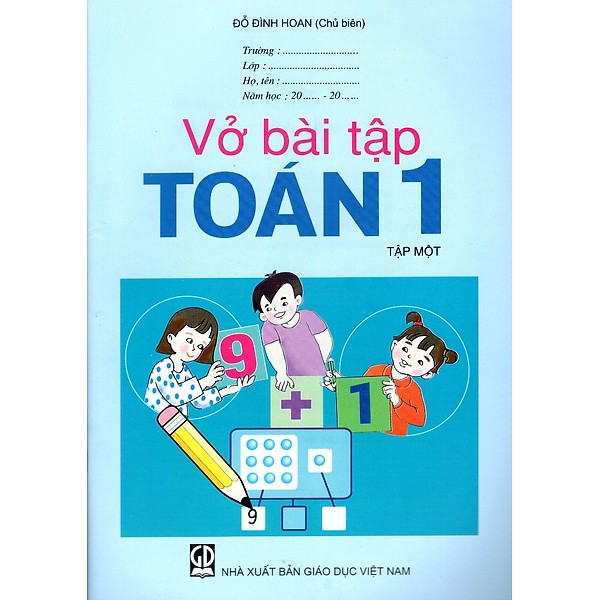 ĐỖ ĐÌNH HOAN (Chủ biên)
Trường : ............................
Lớp : ..................................
Họ, tên : .............................
Năm học ; 20 ...... - 20 ......
Vở bài tập
TOÁN 1
TẬP MỘT
9
+
1
9
GD
NHÀ XUẤT BẢN GIÁO DỤC VIỆT NAM